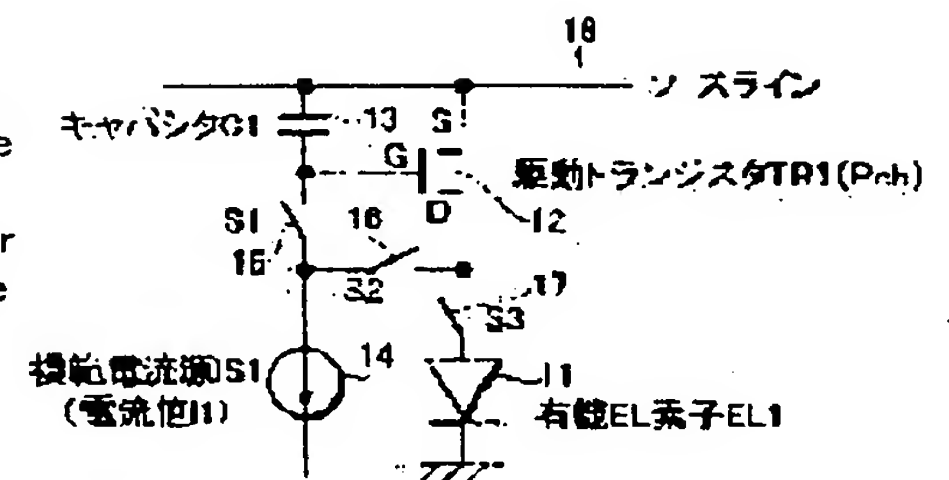 18
ソースライン
キャパシタC1
13
S
e
G
駆動トランジスタTR1(Pch)
D
12
S1
16
r
15
S2
17
e
S3
14
11
(電流値I1)
有機EL素子EL1